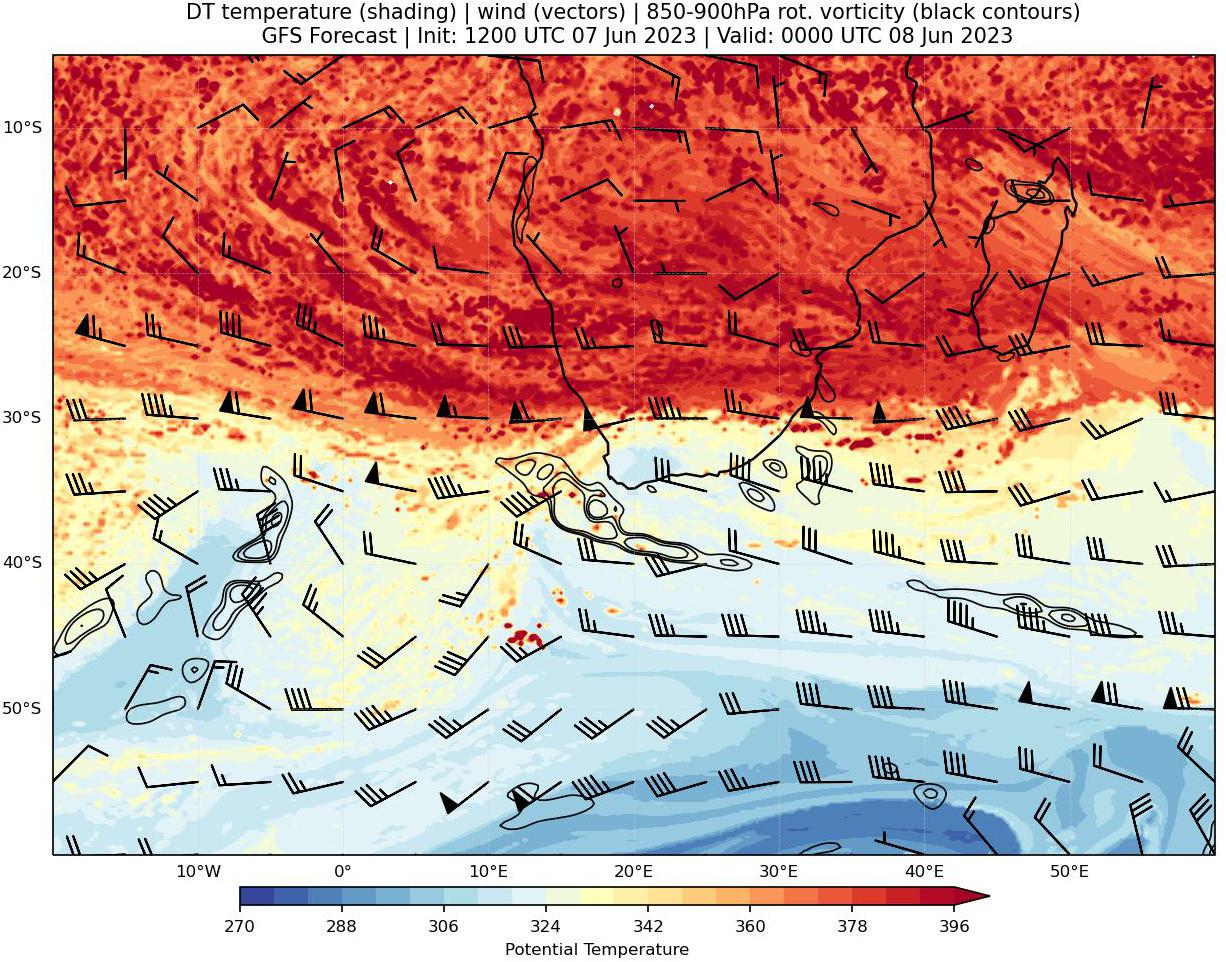 DT temperature (shading) | wind (vectors) | 850-900hPa rot. vorticity (black contours)
GFS Forecast | Init: 1200 UTC 07 Jun 2023 | Valid: 0000 UTC 08 Jun 2023
10°S
20°S
30°S
40°S
50°S
10°W 0° 10°E 20°E 30°E 40°E 50°E
270 288 306 324 342 360 378 396
Potential Temperature